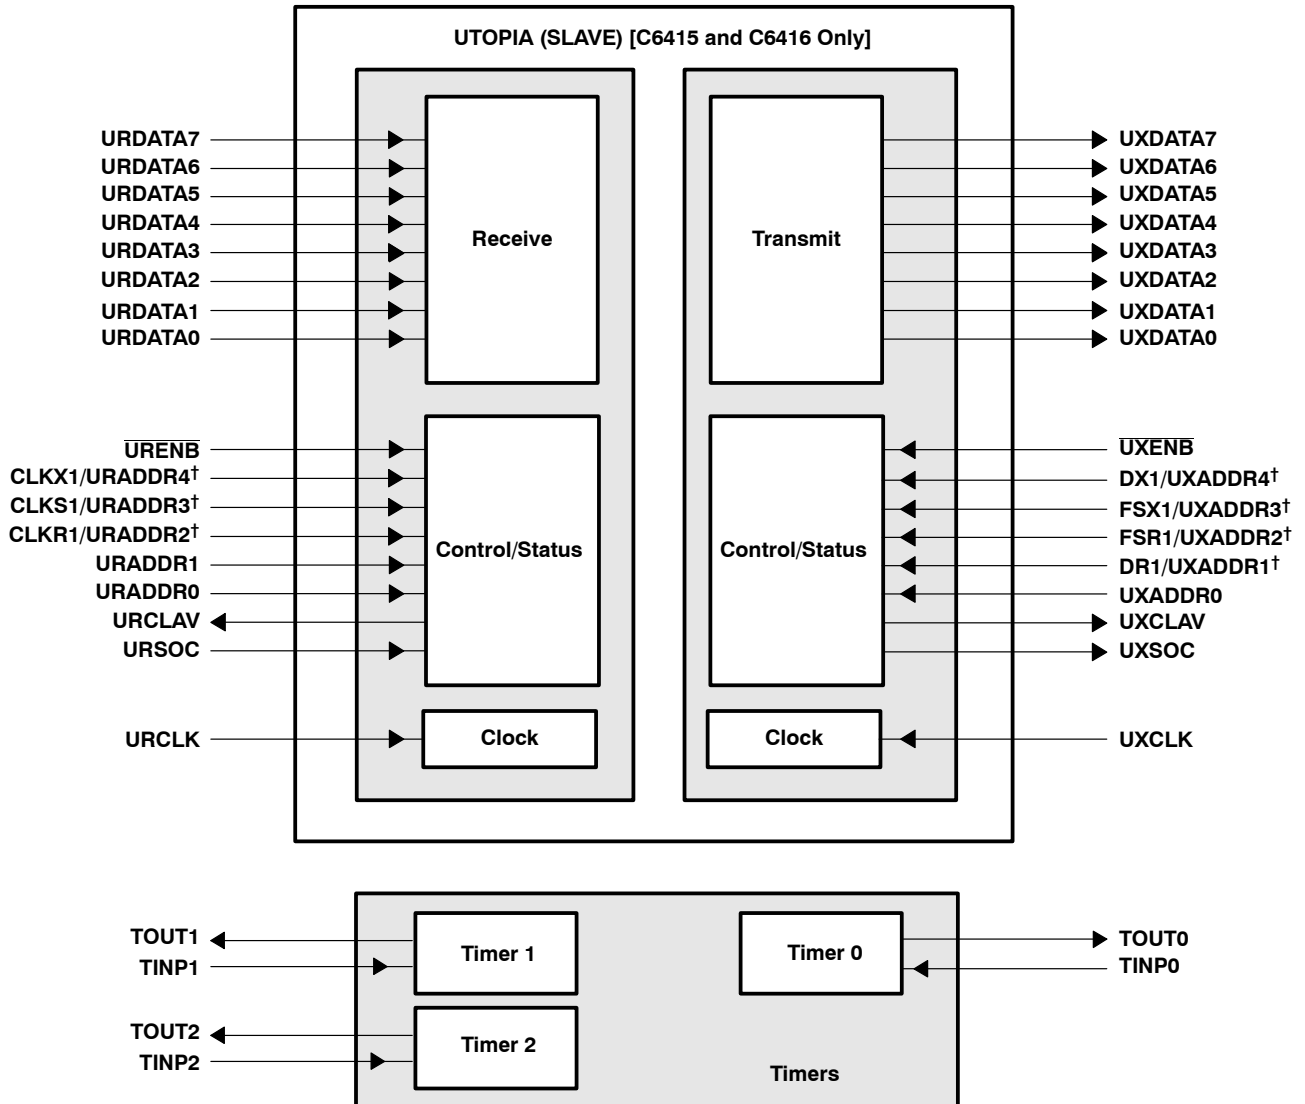 UTOPIA (SLAVE) [C6415 and C6416 Only]
URDATA7
URDATA6
URDATA5
URDATA4
URDATA3
URDATA2
URDATA1
URDATA0
Receive
Transmit
UXDATA7
UXDATA6
UXDATA5
UXDATA4
UXDATA3
UXDATA2
UXDATA1
UXDATA0
URENB
CLKX1/URADDR4†
CLKS1/URADDR3†
CLKR1/URADDR2†
URADDR1
URADDR0
URCLAV
URSOC
Control/Status
Control/Status
UXENB
DX1/UXADDR4†
FSX1/UXADDR3†
FSR1/UXADDR2†
DR1/UXADDR1†
UXADDR0
UXCLAV
UXSOC
URCLK
Clock
Clock
UXCLK
TOUT1
TINP1
Timer 1
Timer 0
TOUT0
TINP0
TOUT2
TINP2
Timer 2
Timers